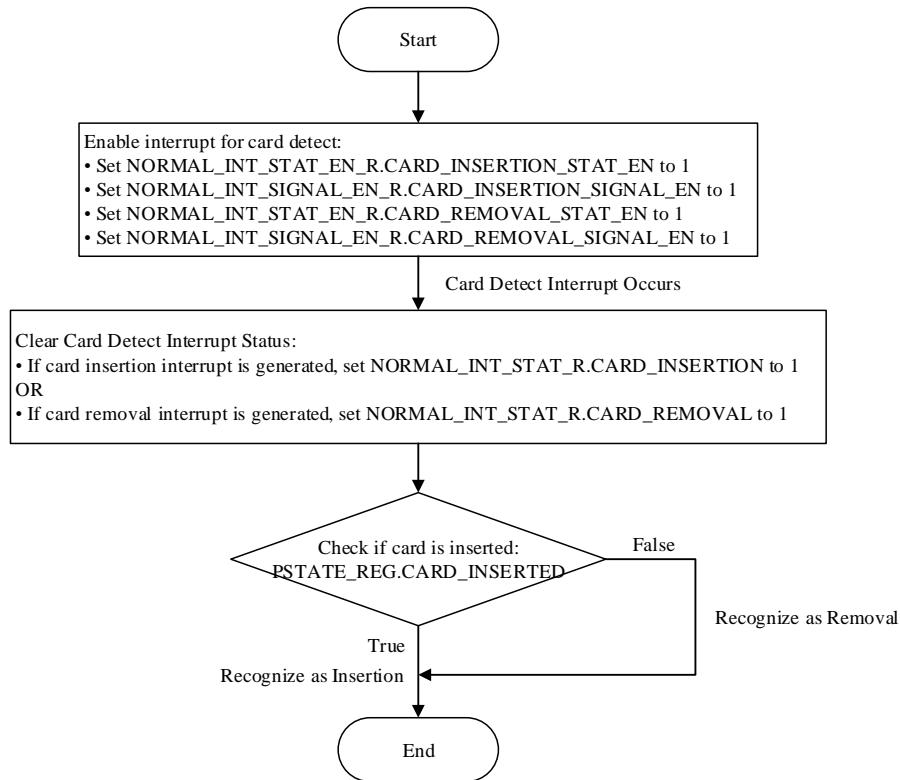 Start
Enable interrupt for card detect:
• Set NORMAL_INT_STAT_EN_R.CARD_INSERTION_STAT_EN to 1
• Set NORMAL_INT_SIGNAL_EN_R.CARD_INSERTION_SIGNAL_EN to 1
• Set NORMAL_INT_STAT_EN_R.CARD_REMOVAL_STAT_EN to 1
• Set NORMAL_INT_SIGNAL_EN_R.CARD_REMOVAL_SIGNAL_EN to 1
Card Detect Interrupt Occurs
Clear Card Detect Interrupt Status:
• If card insertion interrupt is generated, set NORMAL_INT_STAT_R.CARD_INSERTION to 1
OR
• If card removal interrupt is generated, set NORMAL_INT_STAT_R.CARD_REMOVAL to 1
Check if card is inserted:
PSTATE_REG.CARD_INSERTED
False
Recognize as Removal
True
Recognize as Insertion
End